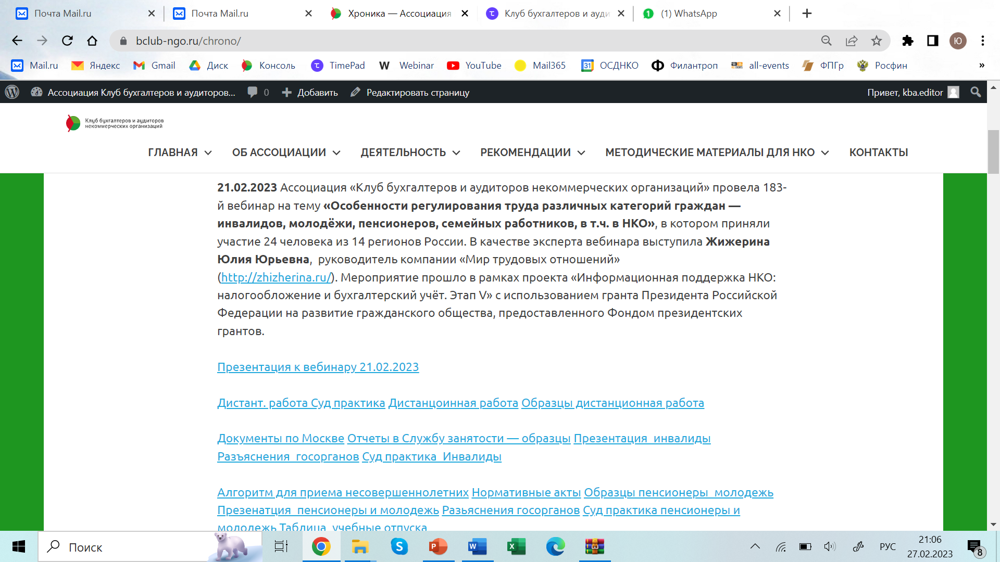 Почта Mail.ru
Почта Mail.ru
Хроника — Ассоциация
Клуб бухгалтеров и ауди
(1) WhatsApp
bclub-ngo.ru/chrono/
Ю
Mail.ru
Яндекс
Gmail
Диск
Консоль
TimePad
W Webinar
YouTube
Mail365
31 ОСДНКО
Филантроп
all-events
ФПГр
Росфин
»
Ассоциация Клуб бухгалтеров и аудиторов...
0
Добавить
Редактировать страницу
Привет, kba.editor
Клуб бухгалтеров и аудиторов
некоммерческих организаций
ГЛАВНАЯ
ОБ АССОЦИАЦИИ
ДЕЯТЕЛЬНОСТЬ
РЕКОМЕНДАЦИИ
МЕТОДИЧЕСКИЕ МАТЕРИАЛЫ ДЛЯ НКО
КОНТАКТЫ
21.02.2023 Ассоциация «Клуб бухгалтеров и аудиторов некоммерческих организаций» провела 183-
й вебинар на тему «Особенности регулирования труда различных категорий граждан —
инвалидов, молодёжи, пенсионеров, семейных работников, в т.ч. в НКО», в котором приняли
участие 24 человека из 14 регионов России. В качестве эксперта вебинара выступила Жижерина
Юлия Юрьевна,  руководитель компании «Мир трудовых отношений»
(http://zhizherina.ru/). Мероприятие прошло в рамках проекта «Информационная поддержка НКО:
налогообложение и бухгалтерский учёт. Этап V» с использованием гранта Президента Российской
Федерации на развитие гражданского общества, предоставленного Фондом президентских
грантов.
Презентация к вебинару 21.02.2023
Дистант. работа Суд практика Дистанцоинная работа Образцы дистанционная работа
Документы по Москве Отчеты в Службу занятости — образцы Презентация  инвалиды
Разъяснения  госорганов Суд практика  Инвалиды
Алгоритм для приема несовершеннолетних Нормативные акты Образцы пенсионеры  молодежь
Презенатция  пенсионеры и молодежь Разьяснения госорганов Суд практика пенсионеры и
молодежь Таблица  учебные отпуска
Поиск
РУС
21:06
27.02.2023
8